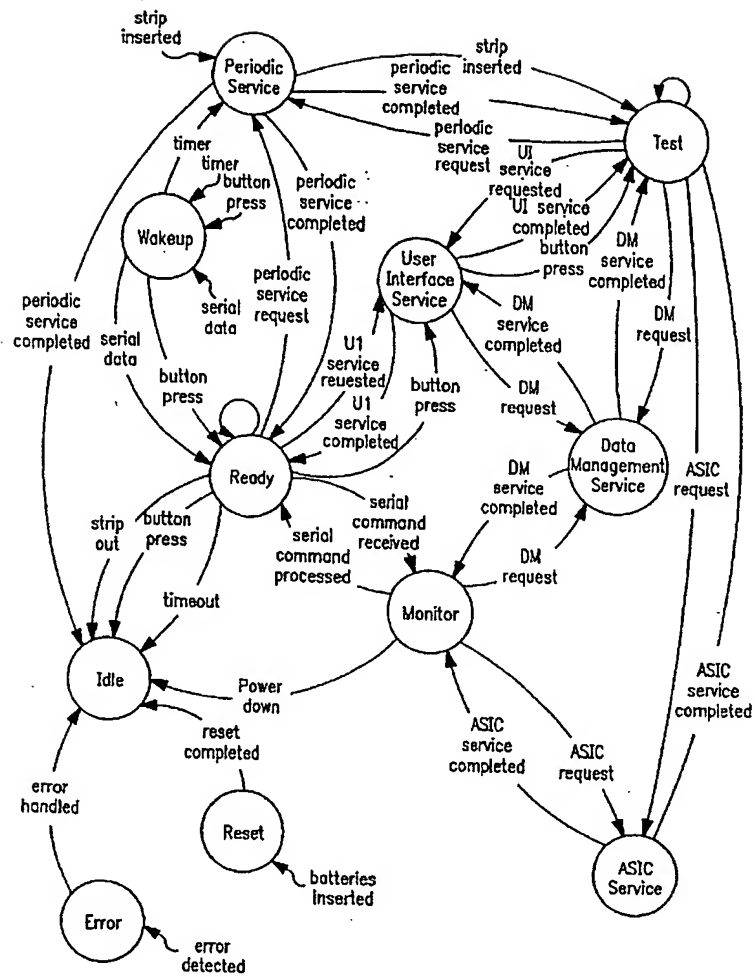 strip
inserted
Periodic
Service
strip
inserted
periodic
service
completed
periodic
service
request
Test
timer
timer
button
press
periodic
service
completed
Wakeup
serial
data
periodic
service
request
UI
service
requested
UI service
completed
button
press
DM
service
completed
User
Interface
Service
DM
service
completed
DM
request
periodic
service
completed
serial
data
button
press
U1
service
reuested
U1
service
completed
button
press
DM
request
Ready
Data
Management
Service
ASIC
request
strip
out
button
press
timeout
serial
command
processed
serial
command
received
DM
service
completed
DM
request
Monitor
Idle
Power
down
reset
completed
ASIC
service
completed
ASIC
request
ASIC
service
completed
error
handled
Reset
batteries
inserted
ASIC
Service
Error
error
detected